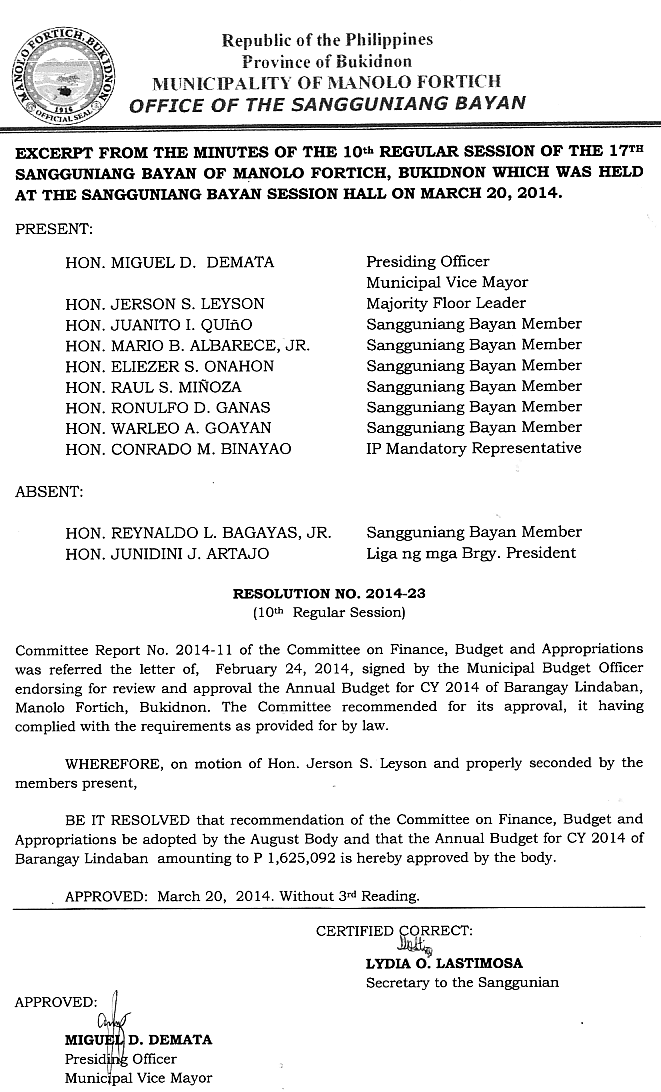 MANOLO FORTICH, BUKIDNON
1916
OFFICIAL SEAL
Republic of the Philippines
Province of Bukidnon
MUNICIPALITY OF MANOLO FORTICH
OFFICE OF THE SANGGUNIANG BAYAN
EXCERPT FROM THE MINUTES OF THE 10th REGULAR SESSION OF THE 17TH
SANGGUNIANG BAYAN OF MANOLO FORTICH, BUKIDNON WHICH WAS HELD
AT THE SANGGUNIANG BAYAN SESSION HALL ON MARCH 20, 2014.
PRESENT:
HON. MIGUEL D. DEMATA Presiding Officer
Municipal Vice Mayor
HON. JERSON S. LEYSON Majority Floor Leader
HON. JUANITO I. QUIñO Sangguniang Bayan Member
HON. MARIO B. ALBARECE, JR. Sangguniang Bayan Member
HON. ELIEZER S. ONAHON Sangguniang Bayan Member
HON. RAUL S. MIÑOZA Sangguniang Bayan Member
HON. RONULFO D. GANAS Sangguniang Bayan Member
HON. WARLEO A. GOAYAN Sangguniang Bayan Member
HON. CONRADO M. BINAYAO IP Mandatory Representative
ABSENT:
HON. REYNALDO L. BAGAYAS, JR. Sangguniang Bayan Member
HON. JUNIDINI J. ARTAJO Liga ng mga Brgy. President
RESOLUTION NO. 2014-23
(10th Regular Session)
Committee Report No. 2014-11 of the Committee on Finance, Budget and Appropriations
was referred the letter of, February 24, 2014, signed by the Municipal Budget Officer
endorsing for review and approval the Annual Budget for CY 2014 of Barangay Lindaban,
Manolo Fortich, Bukidnon. The Committee recommended for its approval, it having
complied with the requirements as provided for by law.
WHEREFORE, on motion of Hon. Jerson S. Leyson and properly seconded by the
members present,
BE IT RESOLVED that recommendation of the Committee on Finance, Budget and
Appropriations be adopted by the August Body and that the Annual Budget for CY 2014 of
Barangay Lindaban amounting to P 1,625,092 is hereby approved by the body.
APPROVED: March 20, 2014. Without 3rd Reading.
CERTIFIED CORRECT:
LYDIA O. LASTIMOSA
Secretary to the Sanggunian
APPROVED:
MIGUEL D. DEMATA
Presiding Officer
Municipal Vice Mayor